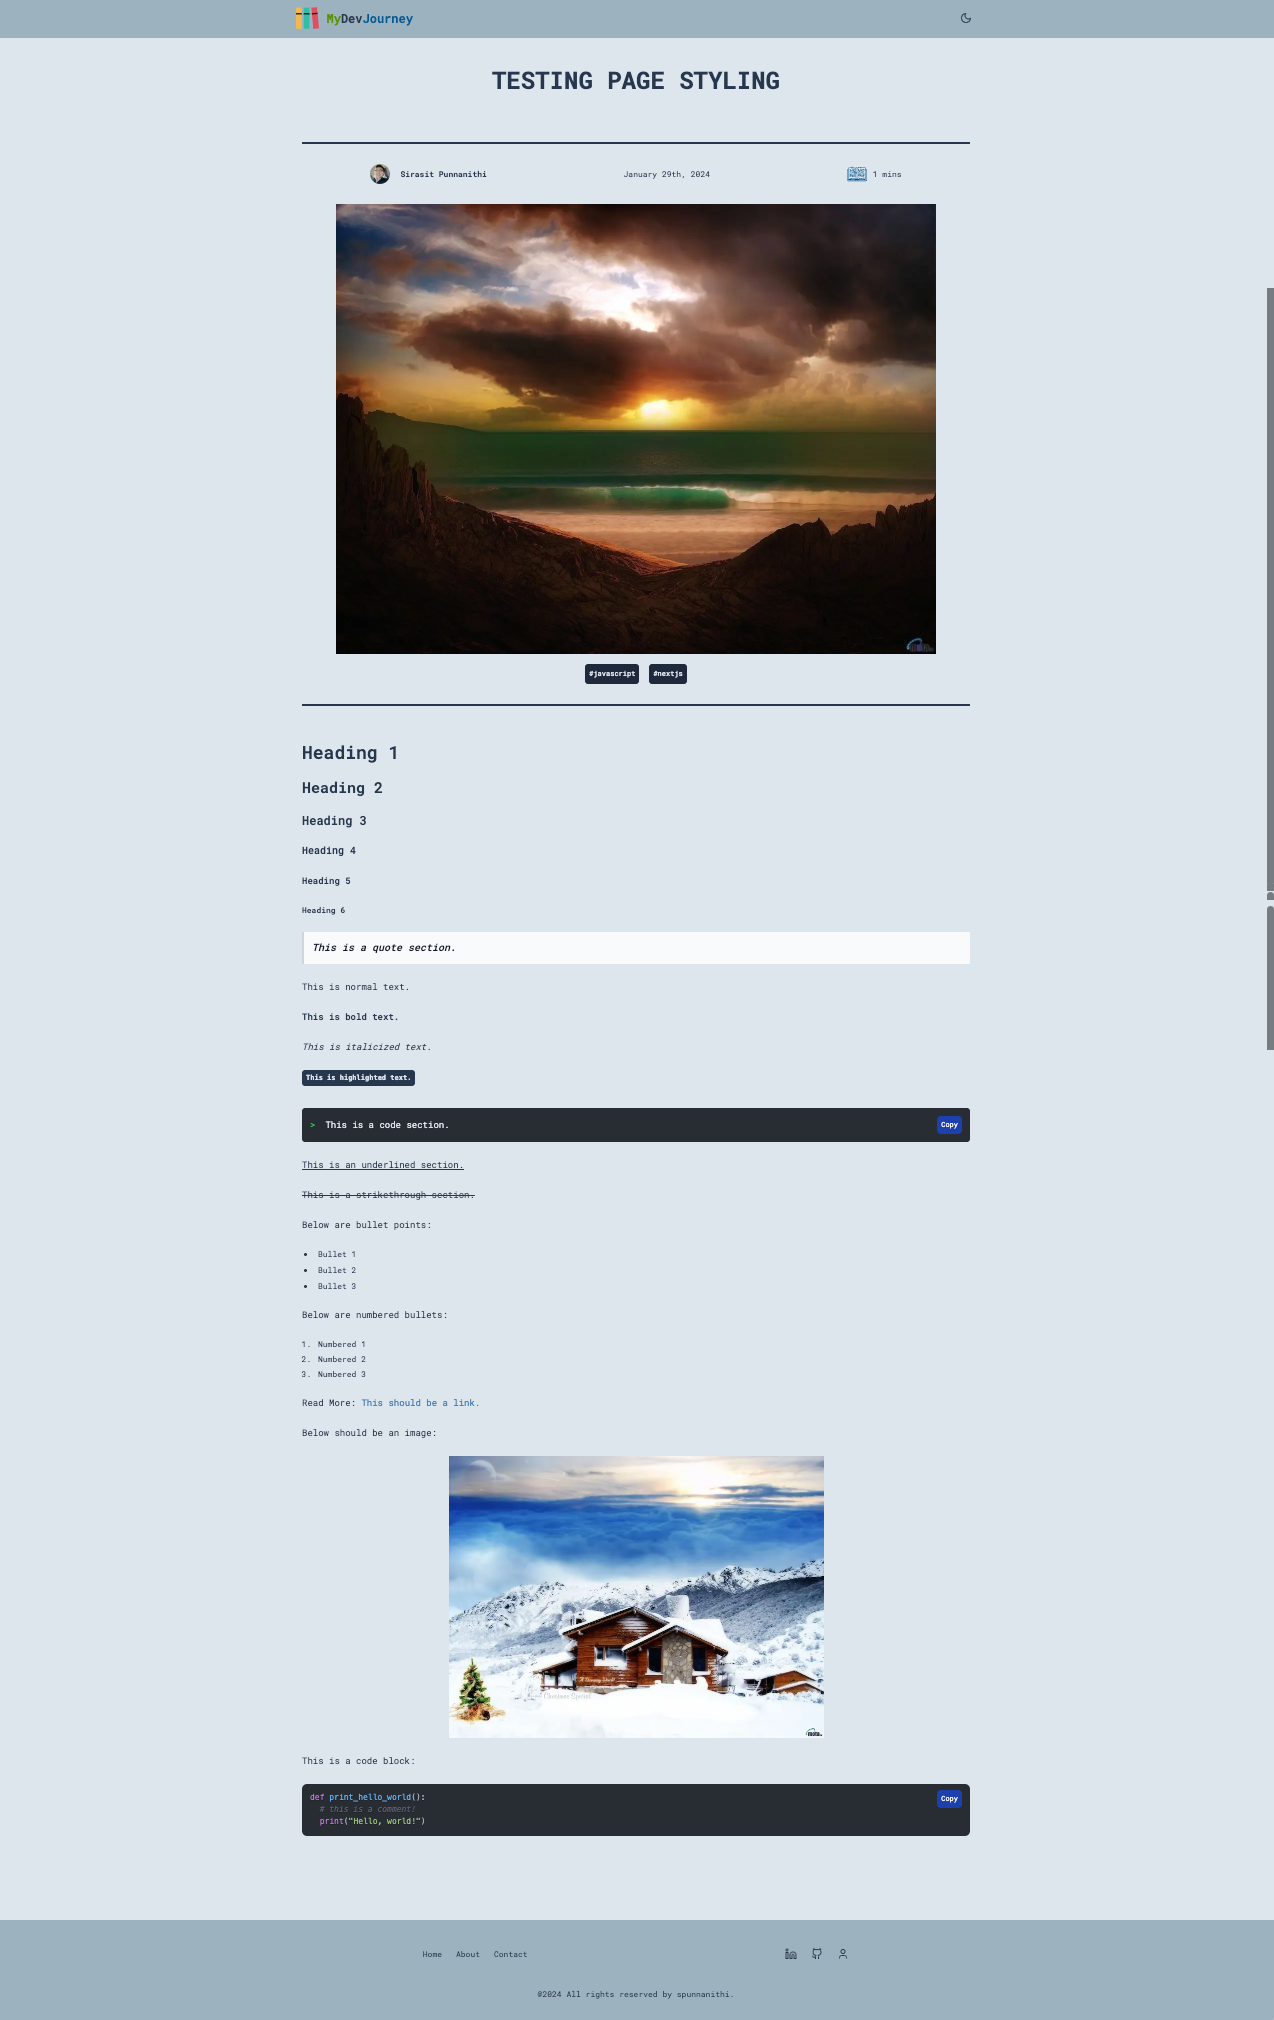 MyDevJourney
TESTING PAGE STYLING
Sirasit Punnanithi
January 29th, 2024
1 mins
#javascript
#nextjs
Heading 1
Heading 2
Heading 3
Heading 4
Heading 5
Heading 6
This is a quote section.
This is normal text.
This is bold text.
This is italicized text.
This is highlighted text.
> This is a code section.
Copy
This is an underlined section.
This is a strikethrough section.
Below are bullet points:
• Bullet 1
• Bullet 2
• Bullet 3
Below are numbered bullets:
1. Numbered 1
2. Numbered 2
3. Numbered 3
Read More: This should be a link.
Below should be an image:
Christmas Special
This is a code block:
def print_hello_world():
  # this is a comment!
  print("Hello, world!")
Copy
Home
About
Contact
©2024 All rights reserved by spunnanithi.